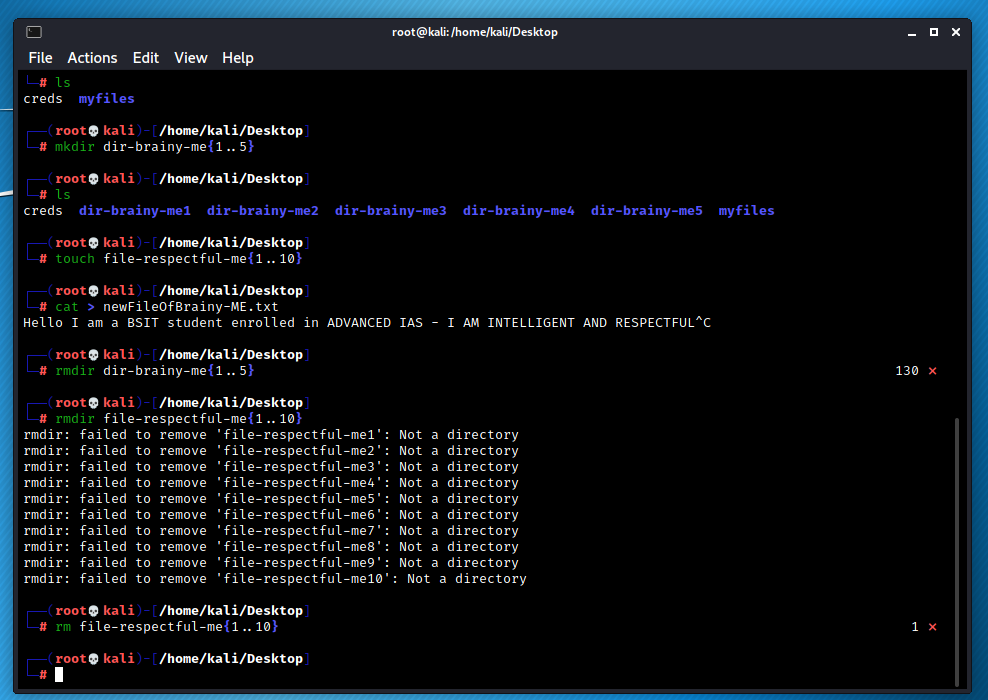 root@kali: /home/kali/Desktop
File Actions Edit View Help
└─# ls
creds myfiles
┌──(root💀kali)-[/home/kali/Desktop]
└─# mkdir dir-brainy-me{1..5}
┌──(root💀kali)-[/home/kali/Desktop]
└─# ls
creds dir-brainy-me1 dir-brainy-me2 dir-brainy-me3 dir-brainy-me4 dir-brainy-me5 myfiles
┌──(root💀kali)-[/home/kali/Desktop]
└─# touch file-respectful-me{1..10}
┌──(root💀kali)-[/home/kali/Desktop]
└─# cat > newFileOfBrainy-ME.txt
Hello I am a BSIT student enrolled in ADVANCED IAS - I AM INTELLIGENT AND RESPECTFUL^C
┌──(root💀kali)-[/home/kali/Desktop]
└─# rmdir dir-brainy-me{1..5} 130 ⨯
┌──(root💀kali)-[/home/kali/Desktop]
└─# rmdir file-respectful-me{1..10}
rmdir: failed to remove 'file-respectful-me1': Not a directory
rmdir: failed to remove 'file-respectful-me2': Not a directory
rmdir: failed to remove 'file-respectful-me3': Not a directory
rmdir: failed to remove 'file-respectful-me4': Not a directory
rmdir: failed to remove 'file-respectful-me5': Not a directory
rmdir: failed to remove 'file-respectful-me6': Not a directory
rmdir: failed to remove 'file-respectful-me7': Not a directory
rmdir: failed to remove 'file-respectful-me8': Not a directory
rmdir: failed to remove 'file-respectful-me9': Not a directory
rmdir: failed to remove 'file-respectful-me10': Not a directory
┌──(root💀kali)-[/home/kali/Desktop]
└─# rm file-respectful-me{1..10} 1 ⨯
┌──(root💀kali)-[/home/kali/Desktop]
└─#